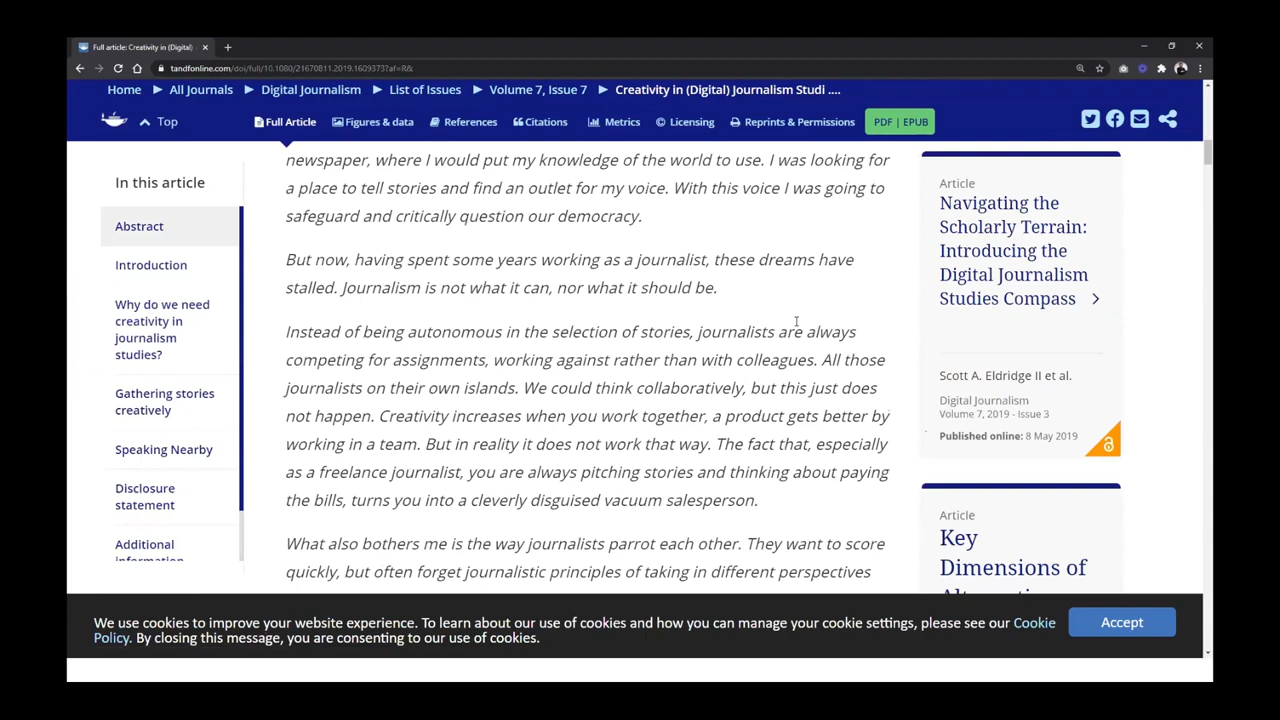 Full article: Creativity in (Digital)
tandfonline.com/doi/full/10.1080/21670811.2019.1609373?af=R&
Home All Journals Digital Journalism List of Issues Volume 7, Issue 7 Creativity in (Digital) Journalism Studi ....
Top Full Article Figures & data References Citations Metrics Licensing Reprints & Permissions PDF | EPUB
In this article
Abstract
Introduction
Why do we need
creativity in
journalism
studies?
Gathering stories
creatively
Speaking Nearby
Disclosure
statement
Additional
information
newspaper, where I would put my knowledge of the world to use. I was looking for
a place to tell stories and find an outlet for my voice. With this voice I was going to
safeguard and critically question our democracy.
But now, having spent some years working as a journalist, these dreams have
stalled. Journalism is not what it can, nor what it should be.
Instead of being autonomous in the selection of stories, journalists are always
competing for assignments, working against rather than with colleagues. All those
journalists on their own islands. We could think collaboratively, but this just does
not happen. Creativity increases when you work together, a product gets better by
working in a team. But in reality it does not work that way. The fact that, especially
as a freelance journalist, you are always pitching stories and thinking about paying
the bills, turns you into a cleverly disguised vacuum salesperson.
What also bothers me is the way journalists parrot each other. They want to score
quickly, but often forget journalistic principles of taking in different perspectives
Article
Navigating the
Scholarly Terrain:
Introducing the
Digital Journalism
Studies Compass
Scott A. Eldridge II et al.
Digital Journalism
Volume 7, 2019 - Issue 3
Published online: 8 May 2019
Article
Key
Dimensions of
We use cookies to improve your website experience. To learn about our use of cookies and how you can manage your cookie settings, please see our Cookie
Policy. By closing this message, you are consenting to our use of cookies.
Accept